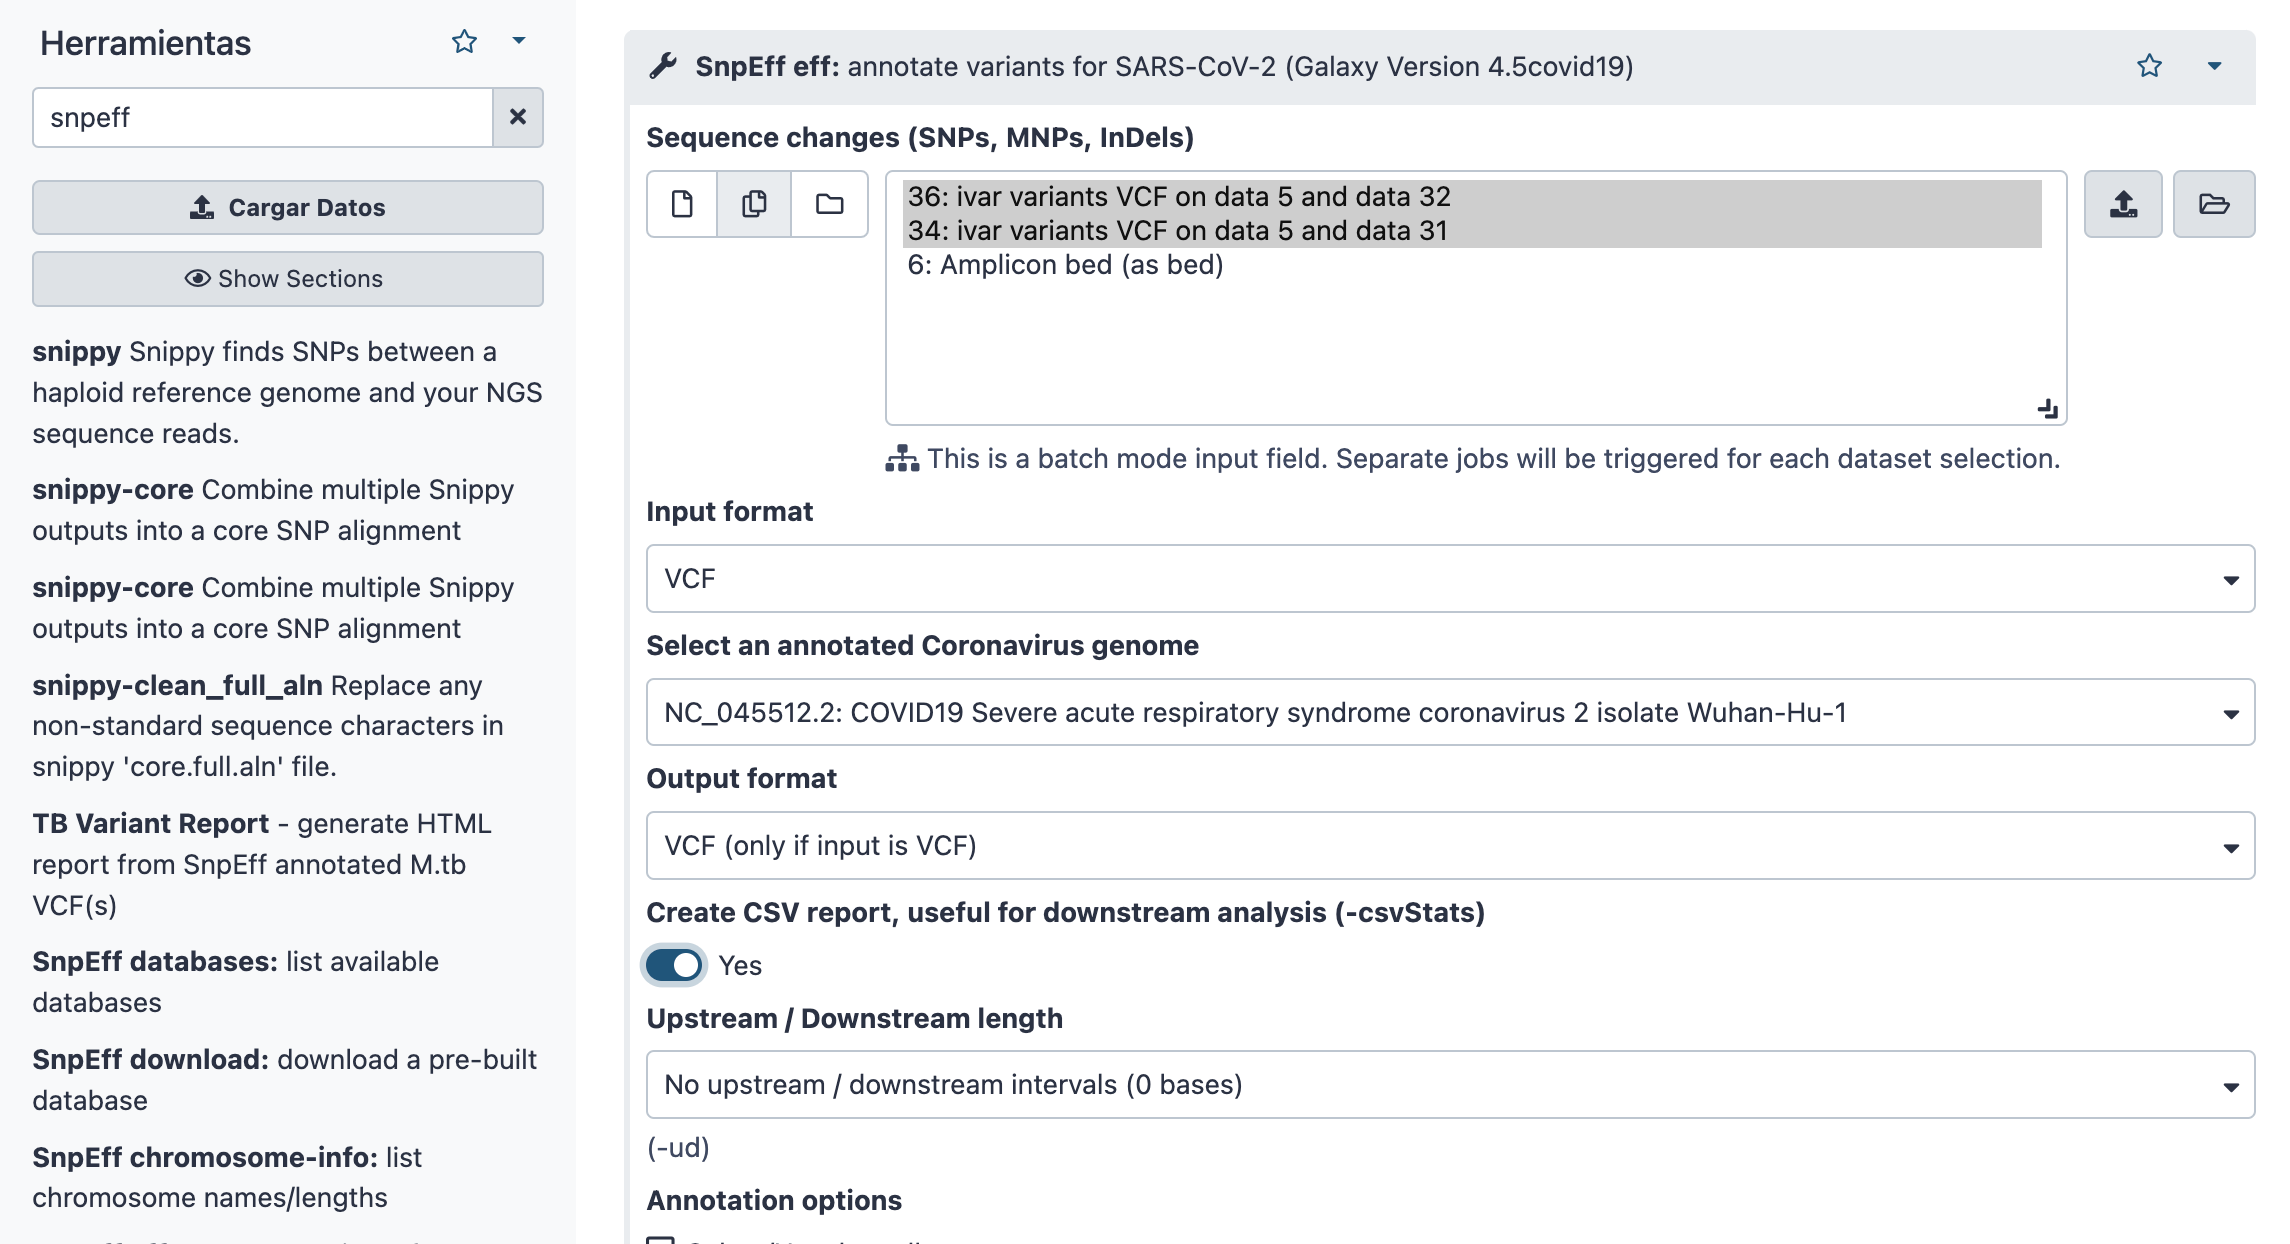 Herramientas
snpeff
Cargar Datos
Show Sections
snippy Snippy finds SNPs between a
haploid reference genome and your NGS
sequence reads.
snippy-core Combine multiple Snippy
outputs into a core SNP alignment
snippy-core Combine multiple Snippy
outputs into a core SNP alignment
snippy-clean_full_aln Replace any
non-standard sequence characters in
snippy 'core.full.aln' file.
TB Variant Report - generate HTML
report from SnpEff annotated M.tb
VCF(s)
SnpEff databases: list available
databases
SnpEff download: download a pre-built
database
SnpEff chromosome-info: list
chromosome names/lengths
SnpEff eff: annotate variants for SARS-CoV-2 (Galaxy Version 4.5covid19)
Sequence changes (SNPs, MNPs, InDels)
36: ivar variants VCF on data 5 and data 32
34: ivar variants VCF on data 5 and data 31
6: Amplicon bed (as bed)
This is a batch mode input field. Separate jobs will be triggered for each dataset selection.
Input format
VCF
Select an annotated Coronavirus genome
NC_045512.2: COVID19 Severe acute respiratory syndrome coronavirus 2 isolate Wuhan-Hu-1
Output format
VCF (only if input is VCF)
Create CSV report, useful for downstream analysis (-csvStats)
Yes
Upstream / Downstream length
No upstream / downstream intervals (0 bases)
(-ud)
Annotation options